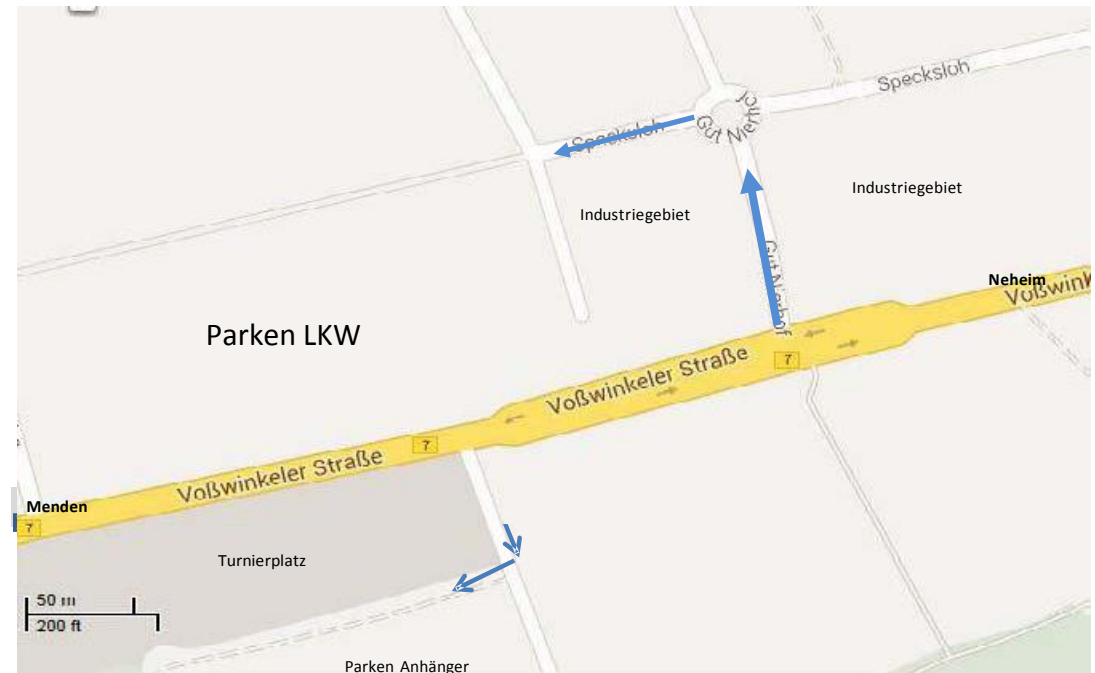 Specksloh
Gut Nierhof
Specksloh
Industriegebiet
Industriegebiet
Gut Nierhof
Neheim
Voßwink
Parken LKW
7
Voßwinkeler Straße
7
Voßwinkeler Straße
Menden
7
Turnierplatz
50 m
200 ft
Parken Anhänger